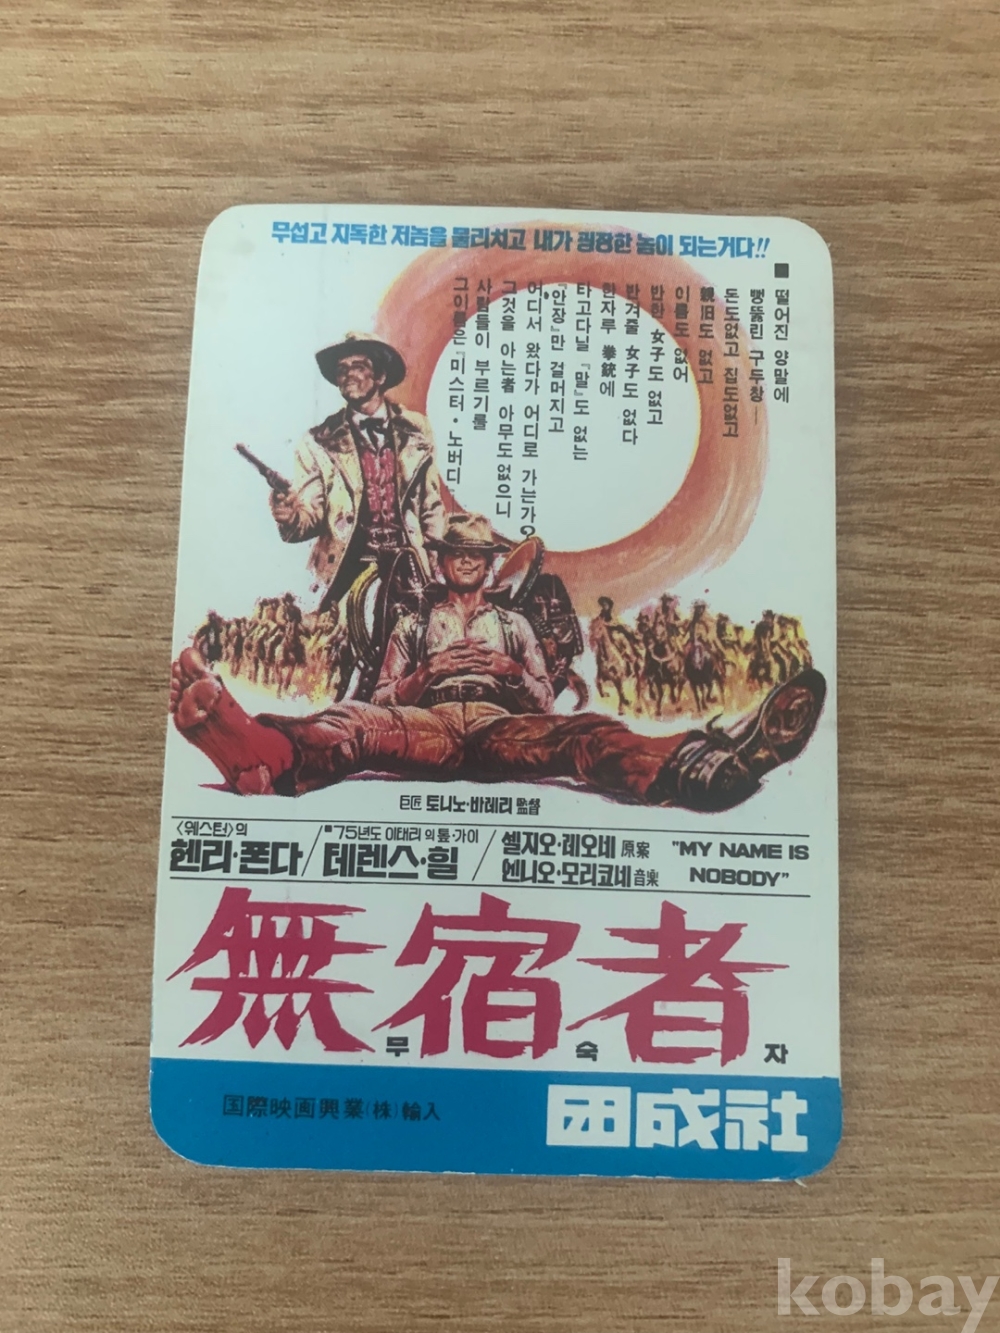 무섭고 지독한 저놈을 물리치고 내가 굉장한 놈이 되는거다!!
■ 떨어진 양말에
뻥뚫린 구두창―
돈도없고 집도없고
親旧도 없고
이름도 없어
반한 女子도 없고
반겨줄 女子도 없다
한자루 拳銃에
타고다닐 『말』도 없는
『안장』만 걸머지고
어디서 왔다가 어디로 가는가?
그것을 아는者 아무도 없으니
사람들이 부르기를
그이름은 『미스터·노버디』
巨匠 토니노·바레리 監督
〈웨스턴〉의
헨리·폰다
■'75년도 이태리의 톺·가이
테렌스·힐
셀지오·레오네 原案
엔니오·모리꼬네 音楽
"MY NAME IS
NOBODY"
無宿者
무숙자
国際映画興業(株)輸入
団成社
kobay